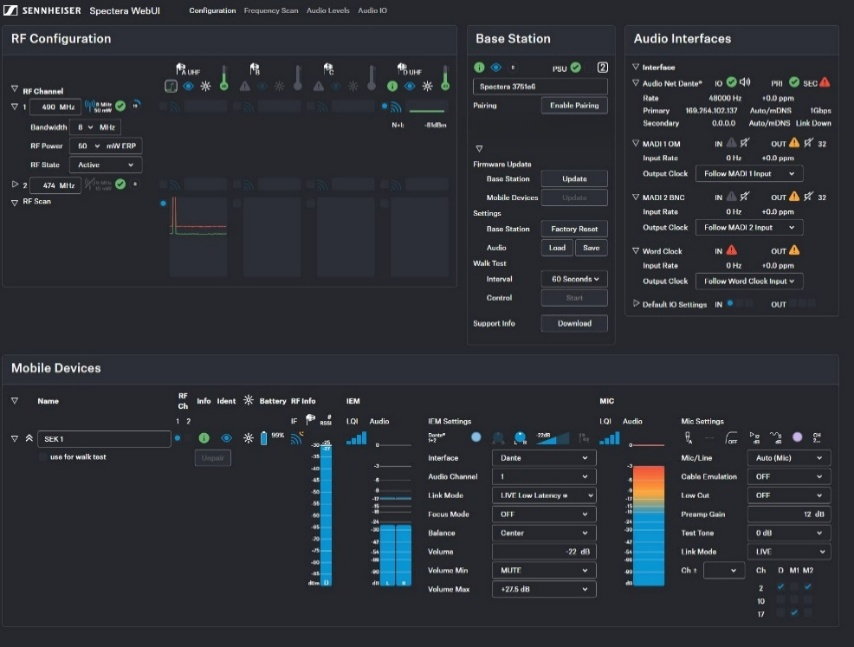 SENNHEISER Spectera WebUI Configuration Frequency Scan Audio Levels Audio IO
RF Configuration
A UHF B C D UHF
RF Channel
1 490 MHz 8 MHz 50 mW
N+I: -81dBm
Bandwidth 8 MHz
RF Power 50 mW ERP
RF State Active
2 474 MHz
RF Scan
Base Station
PSU 2
Spectera 3751a6
Pairing Enable Pairing
Firmware Update
Base Station Update
Mobile Devices Update
Settings
Base Station Factory Reset
Audio Load Save
Walk Test
Interval 60 Seconds
Control Start
Support Info Download
Audio Interfaces
Interface
Audio Net Dante® IO PRI SEC
Rate 48000 Hz +0.0 ppm
Primary 169.254.102.137 Auto/mDNS 1Gbps
Secondary 0.0.0.0 Auto/mDNS Link Down
MADI 1 OM IN OUT 32
Input Rate 0 Hz +0.0 ppm
Output Clock Follow MADI 1 Input
MADI 2 BNC IN OUT 32
Input Rate 0 Hz +0.0 ppm
Output Clock Follow MADI 2 Input
Word Clock IN OUT
Input Rate 0 Hz +0.0 ppm
Output Clock Follow Word Clock Input
Default IO Settings IN OUT
Mobile Devices
Name RF Ch Info Ident Battery RF Info IEM MIC
1 2 IF RSSI LQI Audio IEM Settings LQI Audio Mic Settings
SEK 1 99% Dante® 1+2 -22dB
use for walk test Unpair
Interface Dante
Audio Channel 1
Link Mode LIVE Low Latency
Focus Mode OFF
Balance Center
Volume -22 dB
Volume Min MUTE
Volume Max +27.5 dB
Mic/Line Auto (Mic)
Cable Emulation OFF
Low Cut OFF
Preamp Gain 12 dB
Test Tone 0 dB
Link Mode LIVE
Ch ± Ch D M1 M2
2
10
17